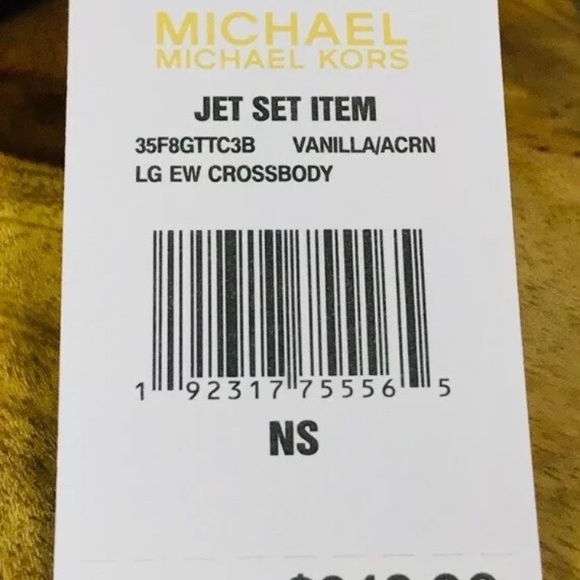 MICHAEL
MICHAEL KORS
JET SET ITEM
35F8GTTC3B VANILLA/ACRN
LG EW CROSSBODY
1 92317 75556 5
NS